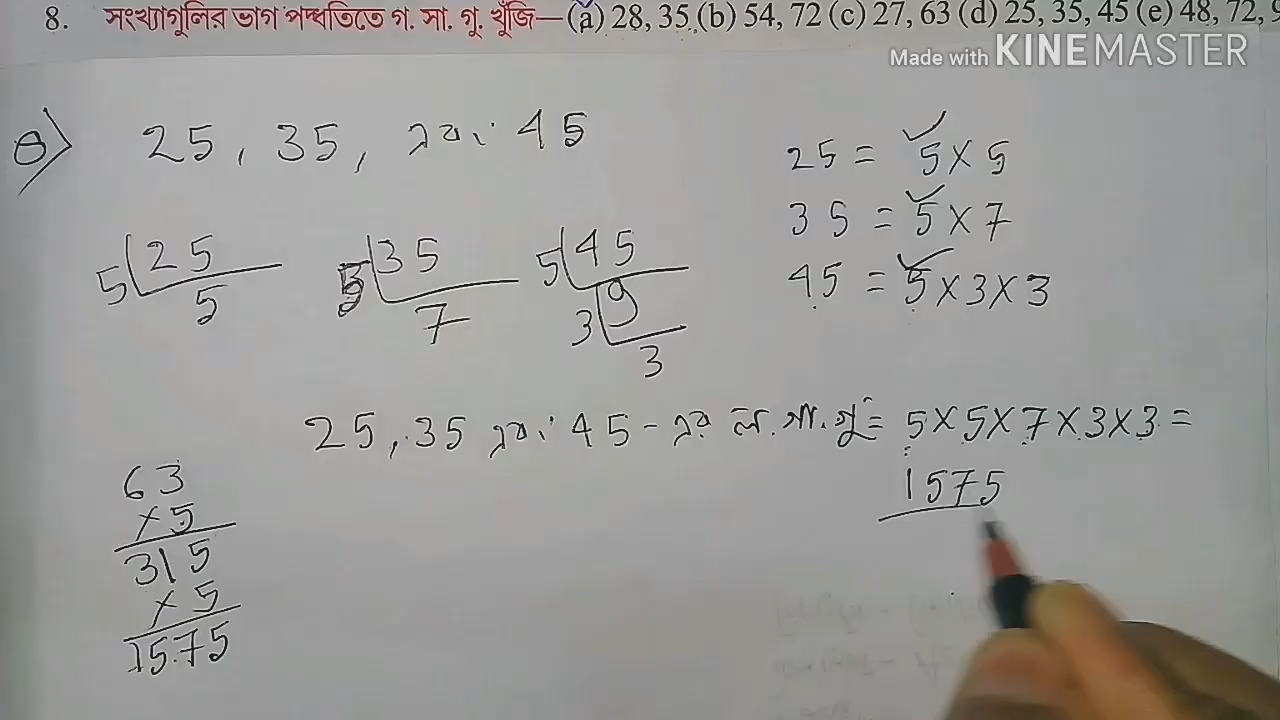 8. সংখ্যাগুলির ভাগ পদ্ধতিতে গ. সা. গু. খুঁজি—(a) 28, 35 (b) 54, 72 (c) 27, 63 (d) 25, 35, 45 (e) 48, 72, 9
Made with KINEMASTER
25, 35, এবং 45
25 = 5 × 5
35 = 5 × 7
45 = 5 × 3 × 3
5 25
5
5 35
7
5 45
3 9
3
25, 35 এবং 45 - এর ল. সা. গু = 5 × 5 × 7 × 3 × 3 =
1575
63
× 5
315
× 5
1575